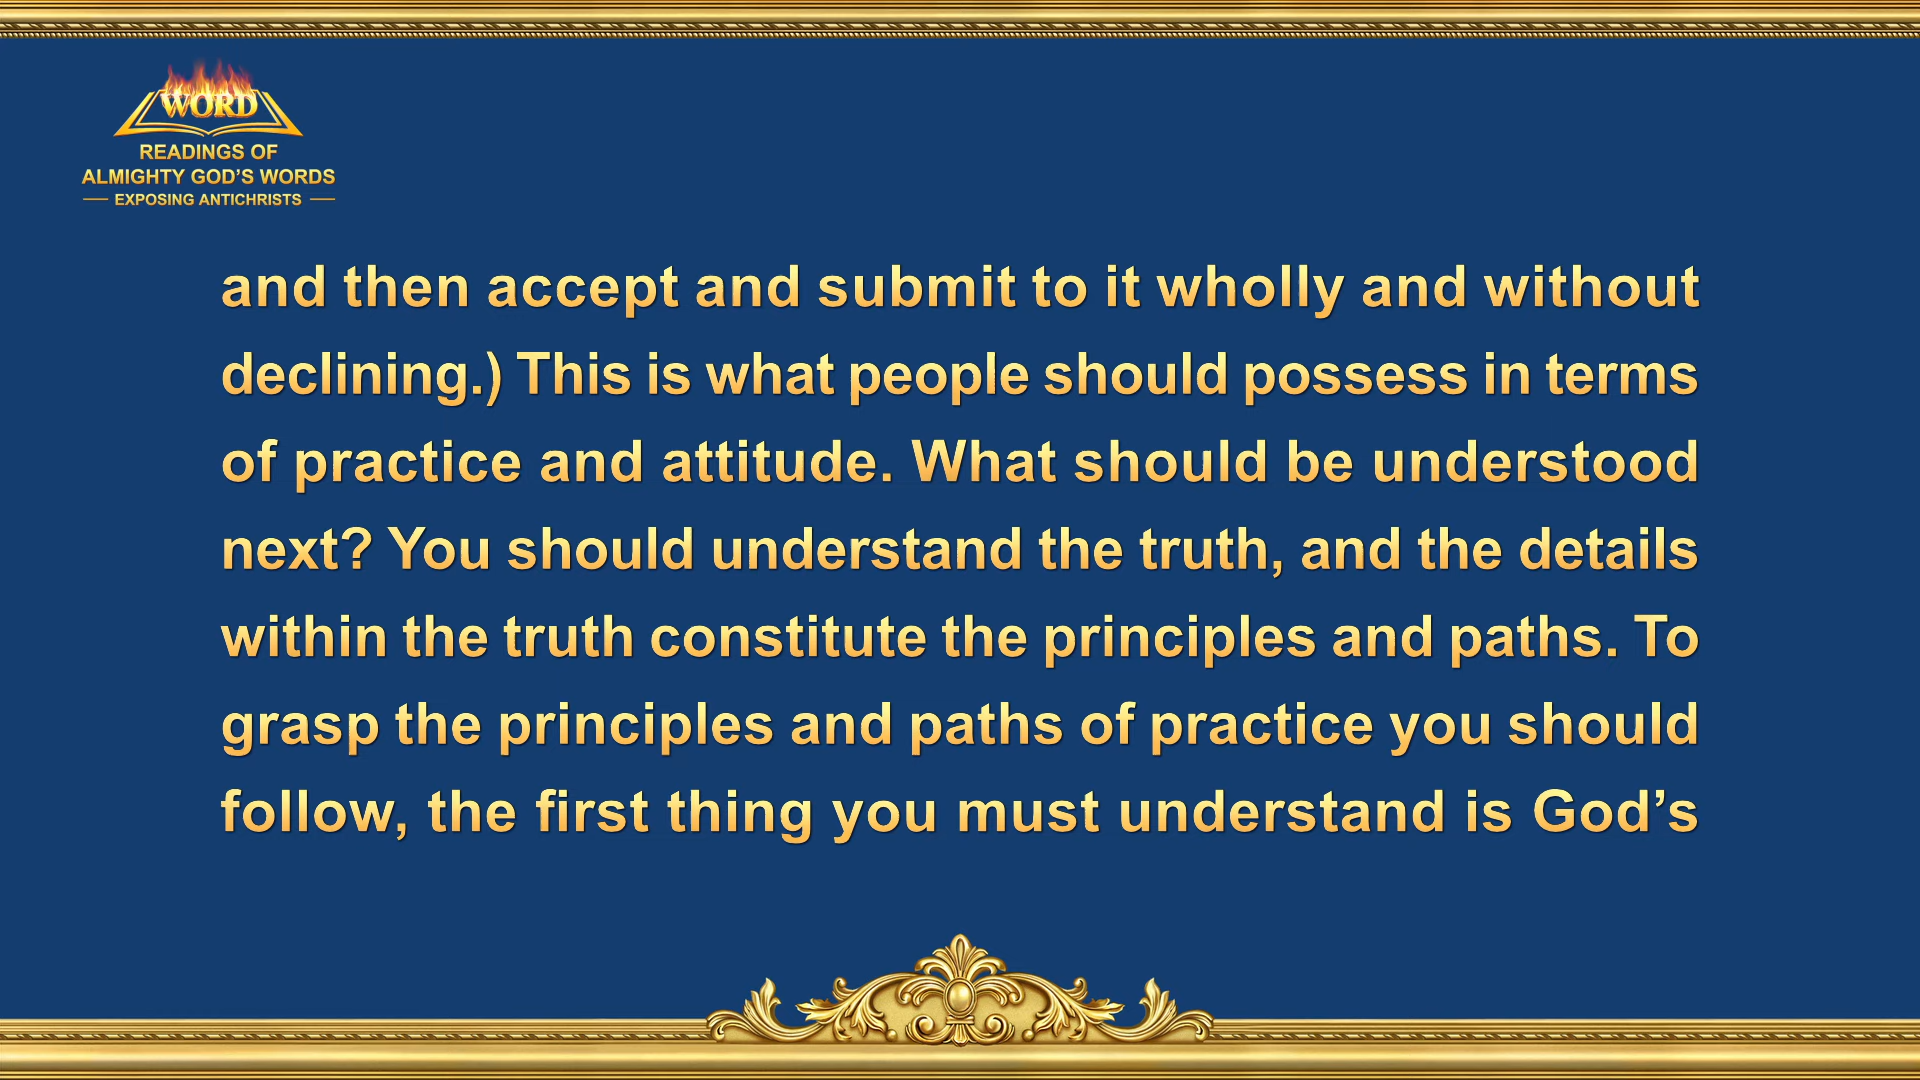 WORD
READINGS OF
ALMIGHTY GOD’S WORDS
EXPOSING ANTICHRISTS
and then accept and submit to it wholly and without
declining.) This is what people should possess in terms
of practice and attitude. What should be understood
next? You should understand the truth, and the details
within the truth constitute the principles and paths. To
grasp the principles and paths of practice you should
follow, the first thing you must understand is God’s